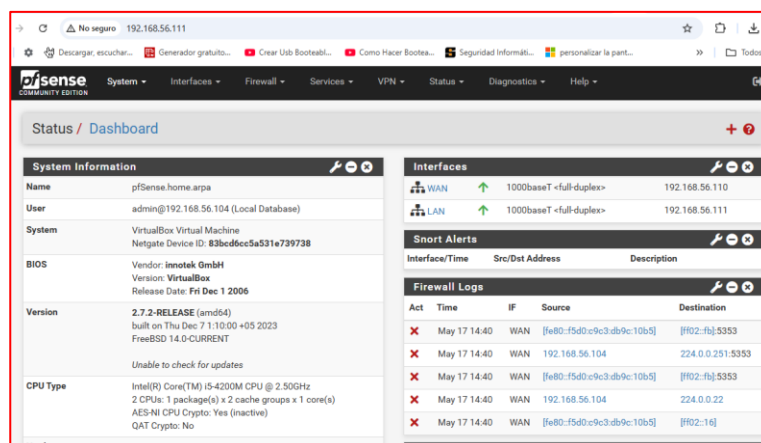 No seguro 192.168.56.111
Descargar, escuchar... Generador gratuito... Crear Usb Booteabl... Como Hacer Bootea... Seguridad Informáti... personalizar la pant... » Todos
pfsense System Interfaces Firewall Services VPN Status Diagnostics Help
COMMUNITY EDITION
Status / Dashboard
System Information
Name pfSense.home.arpa
User admin@192.168.56.104 (Local Database)
System VirtualBox Virtual Machine
Netgate Device ID: 83bcd6cc5a531e739738
BIOS Vendor: innotek GmbH
Version: VirtualBox
Release Date: Fri Dec 1 2006
Version 2.7.2-RELEASE (amd64)
built on Thu Dec 7 1:10:00 +05 2023
FreeBSD 14.0-CURRENT
Unable to check for updates
CPU Type Intel(R) Core(TM) i5-4200M CPU @ 2.50GHz
2 CPUs: 1 package(s) x 2 cache groups x 1 core(s)
AES-NI CPU Crypto: Yes (inactive)
QAT Crypto: No
Interfaces
WAN 1000baseT <full-duplex> 192.168.56.110
LAN 1000baseT <full-duplex> 192.168.56.111
Snort Alerts
Interface/Time Src/Dst Address Description
Firewall Logs
Act Time IF Source Destination
May 17 14:40 WAN [fe80::f5d0:c9c3:db9c:10b5] [ff02::fb]:5353
May 17 14:40 WAN 192.168.56.104 224.0.0.251:5353
May 17 14:40 WAN [fe80::f5d0:c9c3:db9c:10b5] [ff02::fb]:5353
May 17 14:40 WAN 192.168.56.104 224.0.0.22
May 17 14:40 WAN [fe80::f5d0:c9c3:db9c:10b5] [ff02::16]